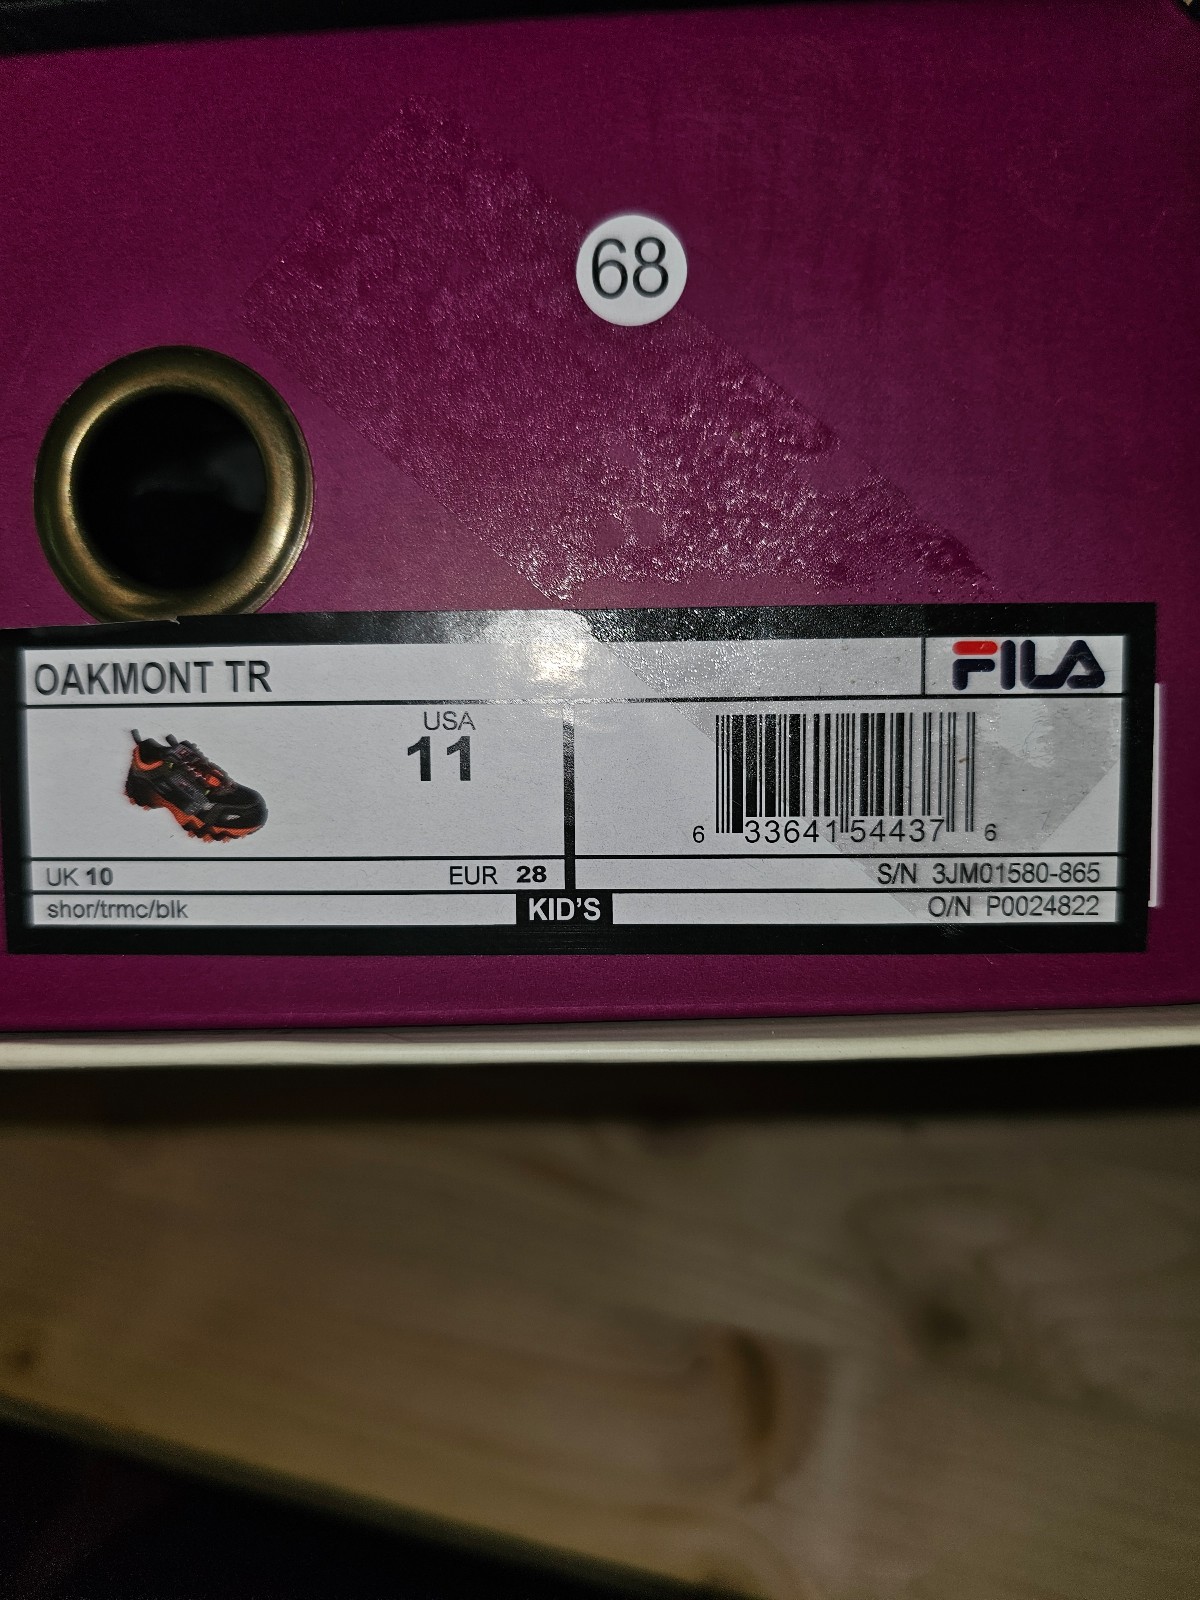 68
OAKMONT TR
FILA
USA
11
6 33641 54437 6
UK 10
EUR 28
S/N 3JM01580-865
shor/trmc/blk
KID'S
O/N P0024822